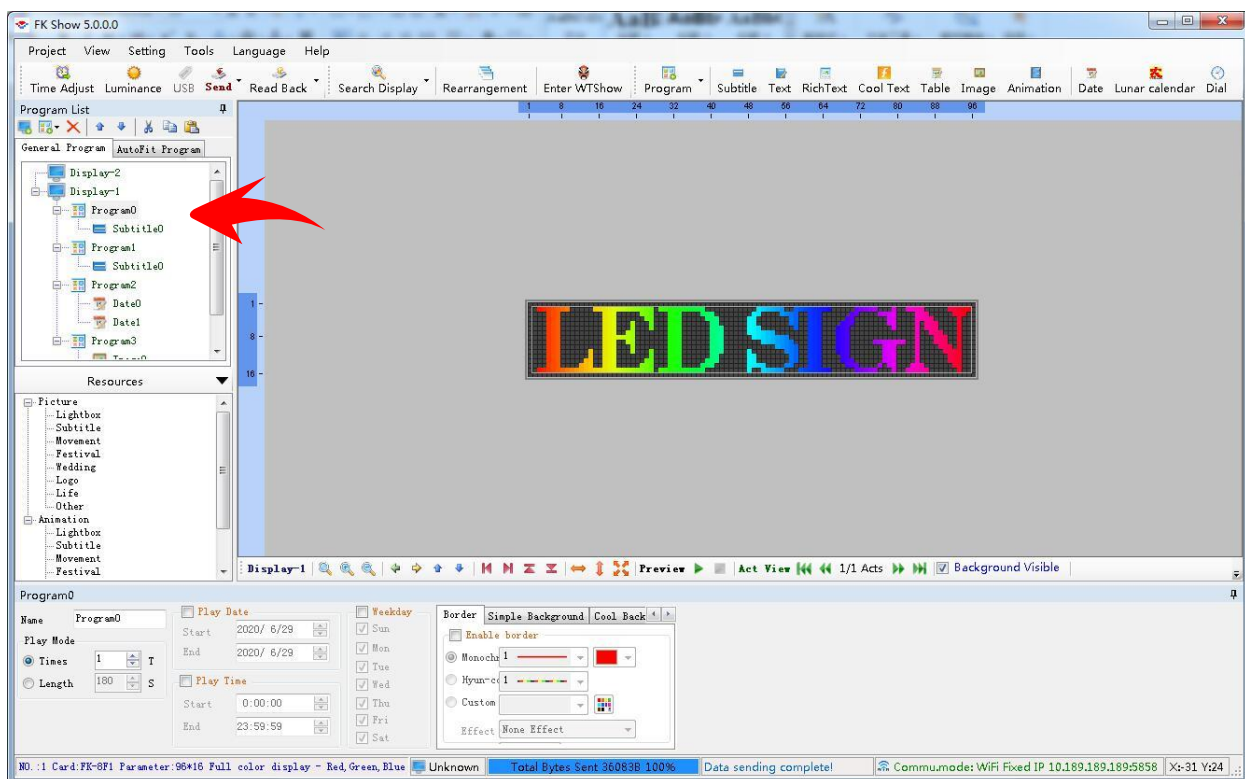 FK Show 5.0.0.0
Project View Setting Tools Language Help
Time Adjust Luminance USB Send Read Back Search Display Rearrangement Enter WTShow Program Subtitle Text RichText Cool Text Table Image Animation Date Lunar calendar Dial
Program List
1 8 16 24 32 40 48 56 64 72 80 88 96
General Program AutoFit Program
Display-2
Display-1
Program0
Subtitle0
Program1
Subtitle0
Program2
Date0
Date1
Program3
1
8
16
LED SIGN
Resources
Picture
Lightbox
Subtitle
Movement
Festival
Wedding
Logo
Life
Other
Animation
Lightbox
Subtitle
Movement
Festival
Display-1 Preview Act View 1/1 Acts Background Visible
Program0
Name Program0
Play Mode
Times 1 T
Length 180 S
Play Date
Start 2020/ 6/29
End 2020/ 6/29
Play Time
Start 0:00:00
End 23:59:59
Weekday
Sun
Mon
Tue
Wed
Thu
Fri
Sat
Border Simple Background Cool Back
Enable border
Monoch 1
Hyun-c 1
Custom
Effect None Effect
NO. :1 Card:FK-8F1 Parameter:96*16 Full color display - Red,Green,Blue Unknown Total Bytes Sent 36083B 100% Data sending complete! Commu.mode: WiFi Fixed IP 10.189.189.189:5858 X:-31 Y:24